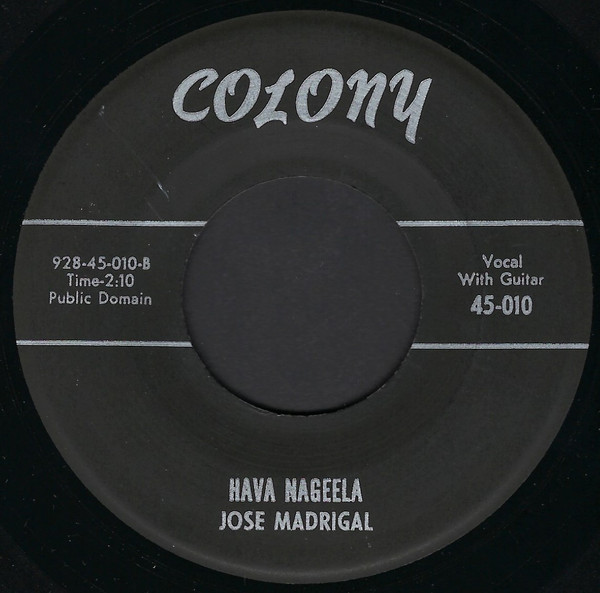 COLONY
928-45-010-B
Time-2:10
Public Domain
Vocal
With Guitar
45-010
HAVA NAGEELA
JOSE MADRIGAL